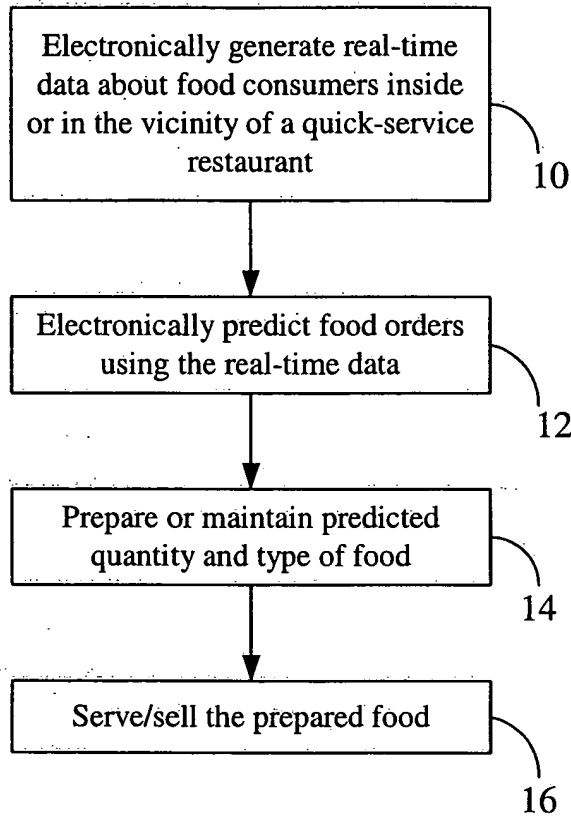 Electronically generate real-time
data about food consumers inside
or in the vicinity of a quick-service
restaurant
10
Electronically predict food orders
using the real-time data
12
Prepare or maintain predicted
quantity and type of food
14
Serve/sell the prepared food
16